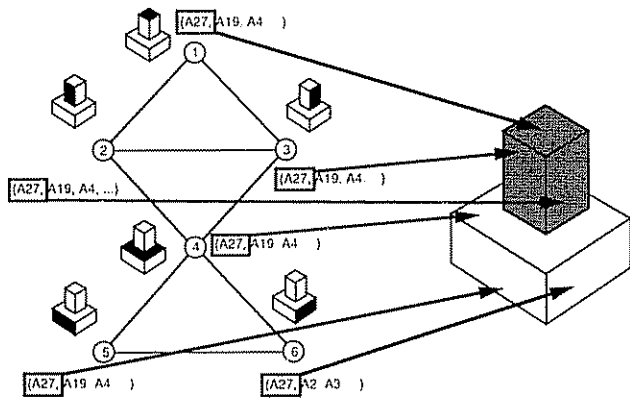 (A27, A19, A4 )
1
2
3
(A27, A19, A4, ...)
(A27, A19, A4 )
4
(A27, A19 A4 )
5
6
(A27, A19 A4 )
(A27, A2 A3 )